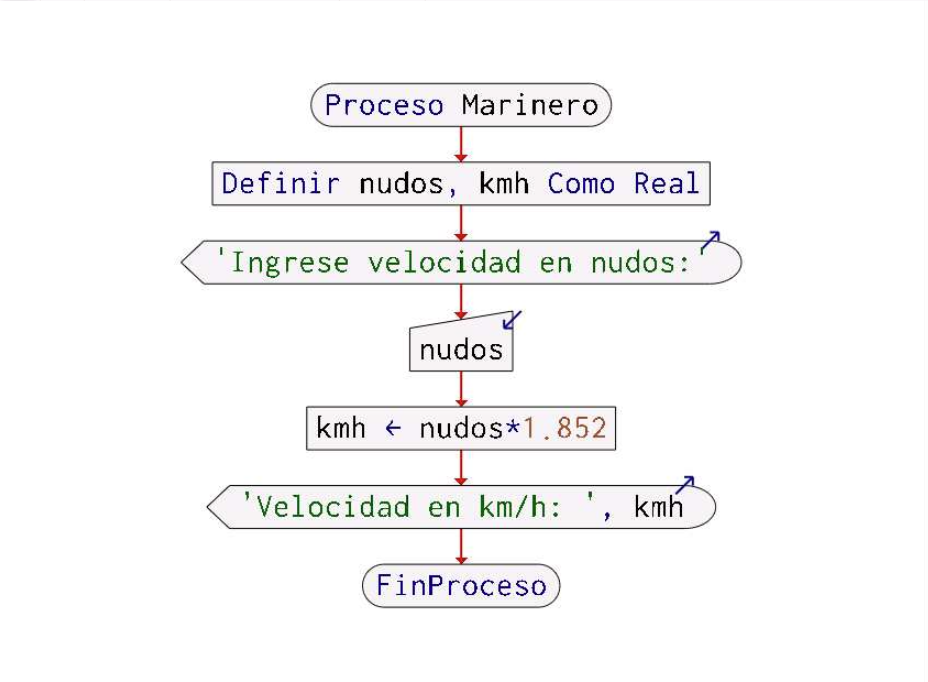 Proceso Marinero
Definir nudos, kmh Como Real
'Ingrese velocidad en nudos:'
nudos
kmh ← nudos*1.852
'Velocidad en km/h: ', kmh
FinProceso